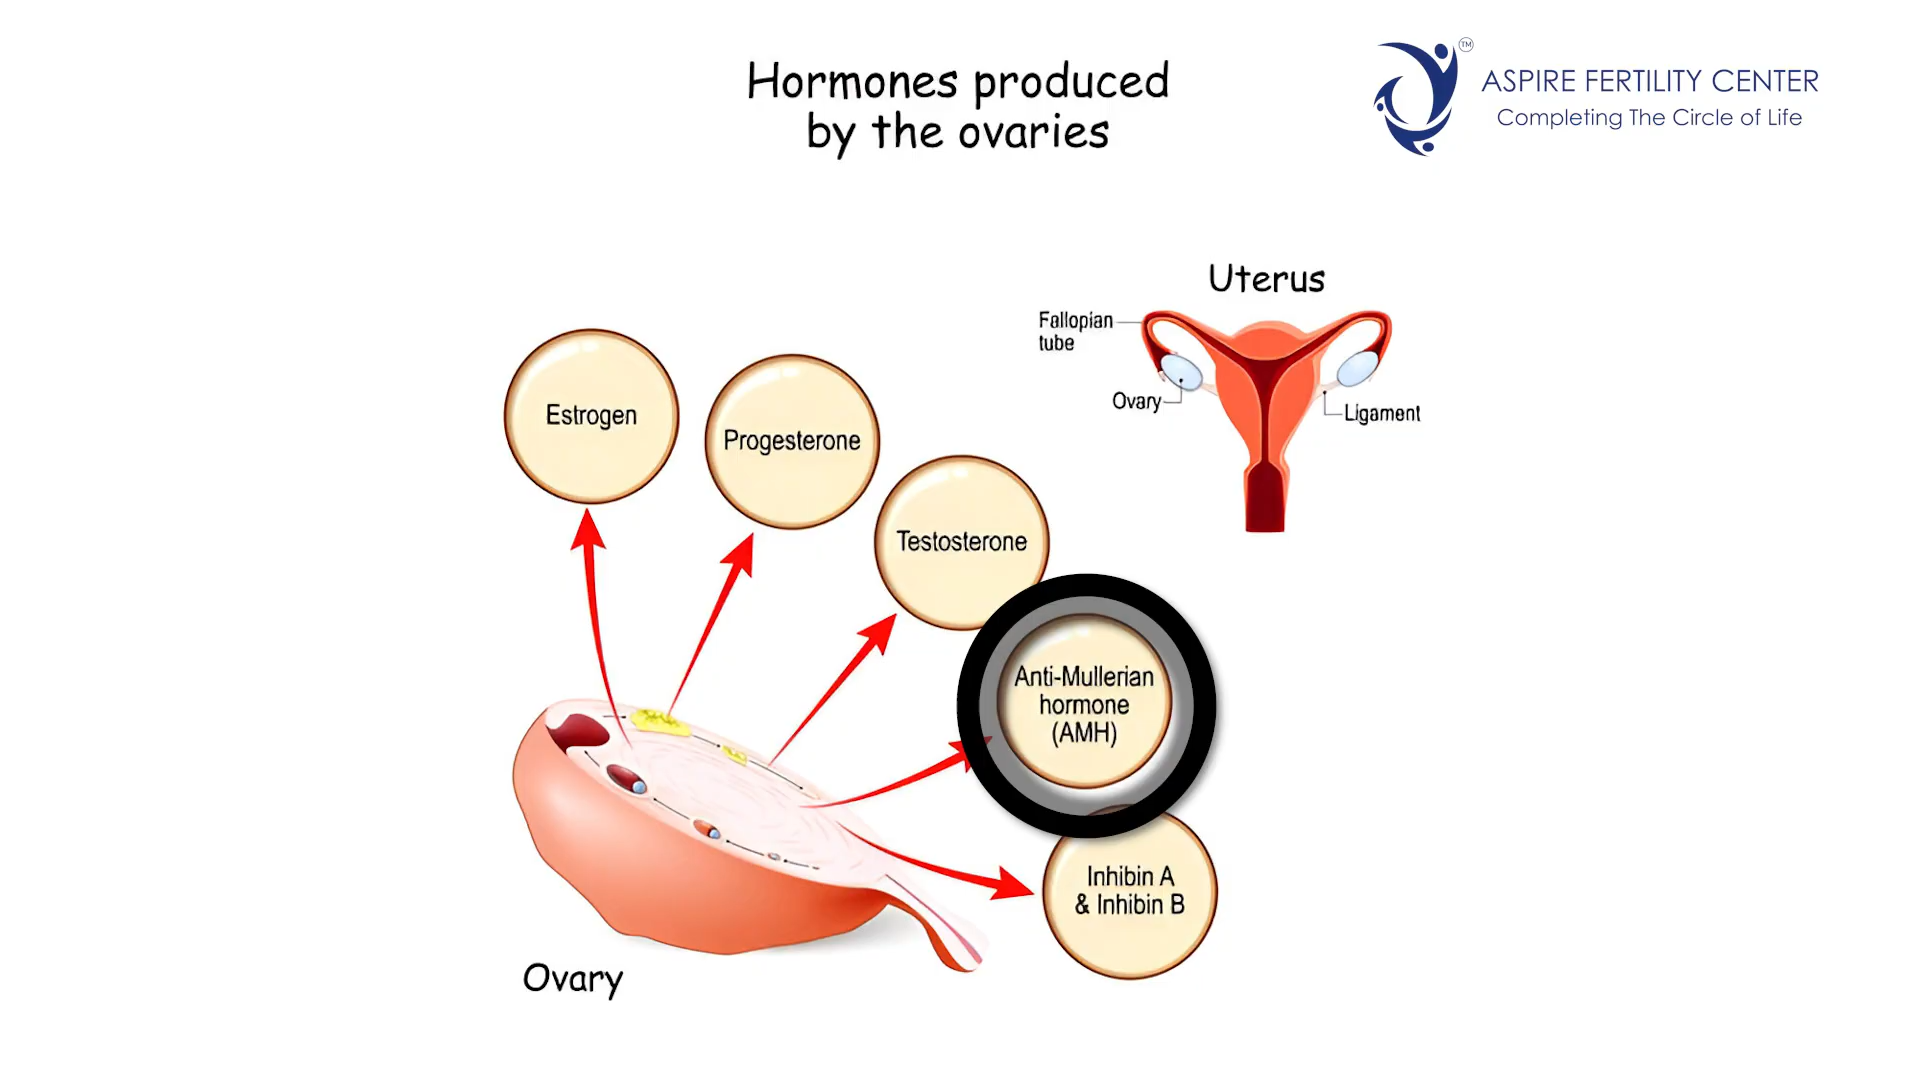 Hormones produced
by the ovaries
TM
ASPIRE FERTILITY CENTER
Completing The Circle of Life
Uterus
Fallopian
tube
Ovary
Ligament
Estrogen
Progesterone
Testosterone
Anti-Mullerian
hormone
(AMH)
Inhibin A
& Inhibin B
Ovary